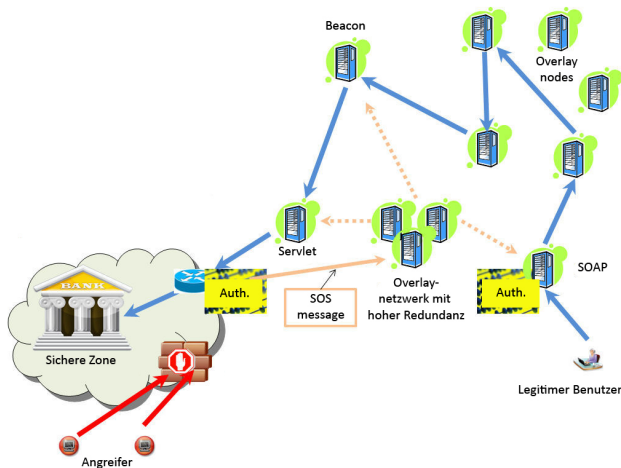 Beacon
Overlay
nodes
Servlet
SOAP
BANK
Auth.
SOS
message
Overlay-
netzwerk mit
hoher Redundanz
Auth.
Sichere Zone
Legitimer Benutzer
Angreifer